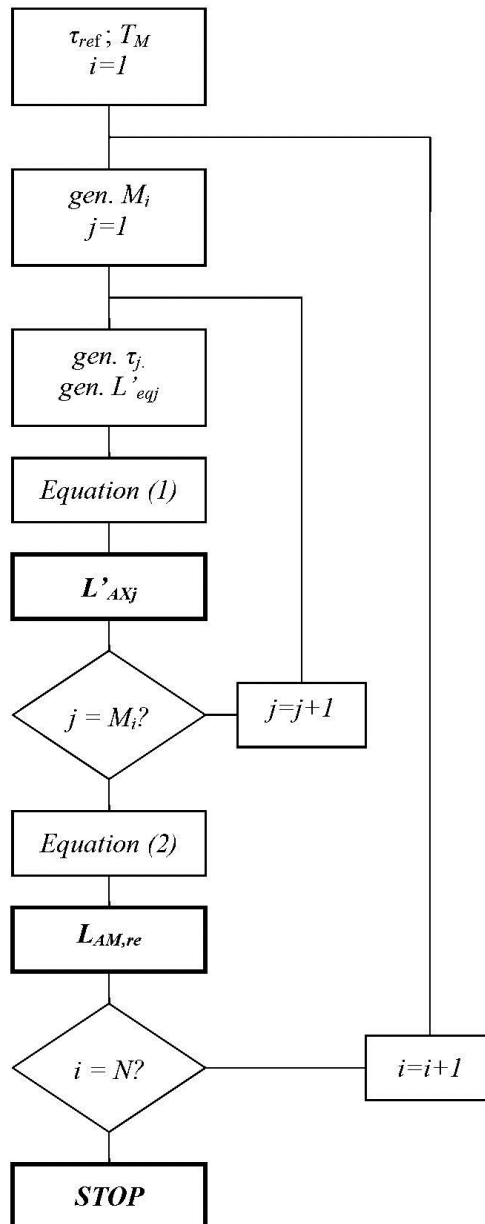 τref ; TM
i=1
gen. Mi
j=1
gen. τj.
gen. L’eqj
Equation (1)
L’AXj
j = Mi?
j=j+1
Equation (2)
LAM,re
i = N?
i=i+1
STOP